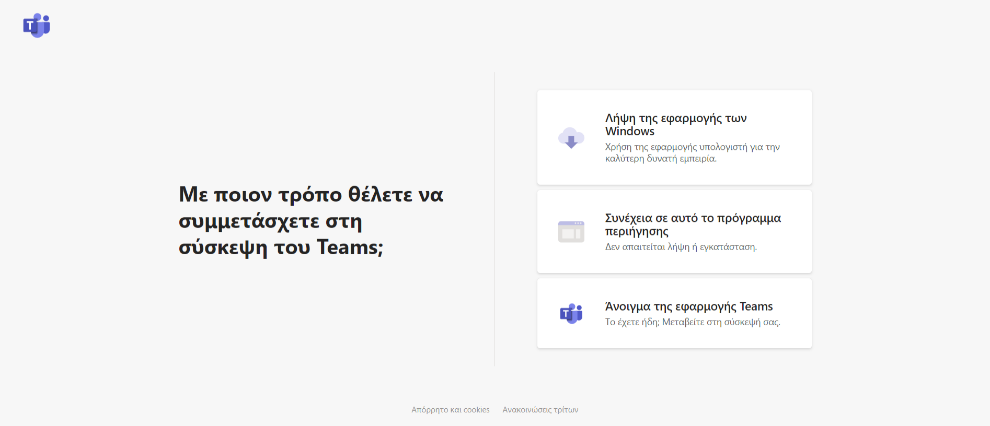 Με ποιον τρόπο θέλετε να
συμμετάσχετε στη
σύσκεψη του Teams;
Λήψη της εφαρμογής των
Windows
Χρήση της εφαρμογής υπολογιστή για την
καλύτερη δυνατή εμπειρία.
Συνέχεια σε αυτό το πρόγραμμα
περιήγησης
Δεν απαιτείται λήψη ή εγκατάσταση.
Άνοιγμα της εφαρμογής Teams
Το έχετε ήδη; Μεταβείτε στη σύσκεψή σας.
Απόρρητο και cookies
Ανακοινώσεις τρίτων